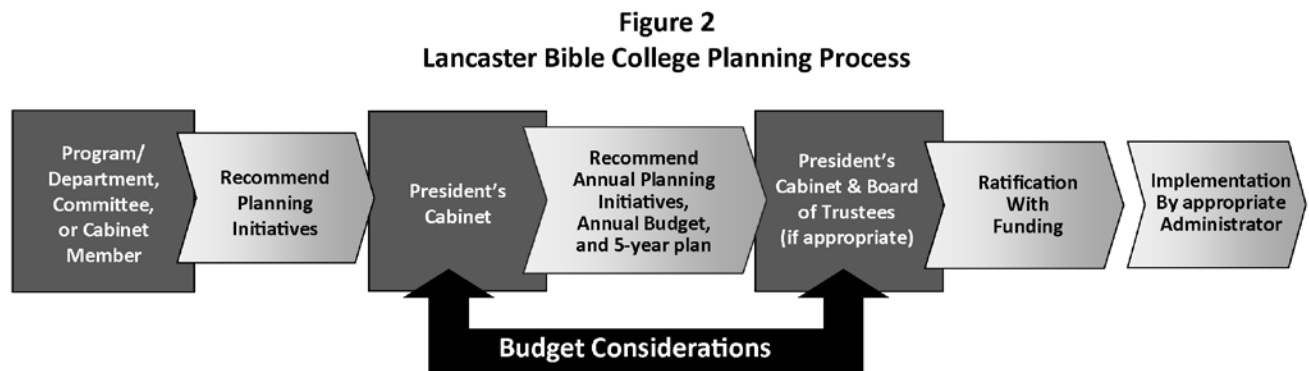 Figure 2
Lancaster Bible College Planning Process
Program/
Department,
Committee,
or Cabinet
Member
Recommend
Planning
Initiatives
President's
Cabinet
Recommend
Annual Planning
Initiatives,
Annual Budget,
and 5-year plan
President's
Cabinet & Board
of Trustees
(if appropriate)
Ratification
With
Funding
Implementation
By appropriate
Administrator
Budget Considerations